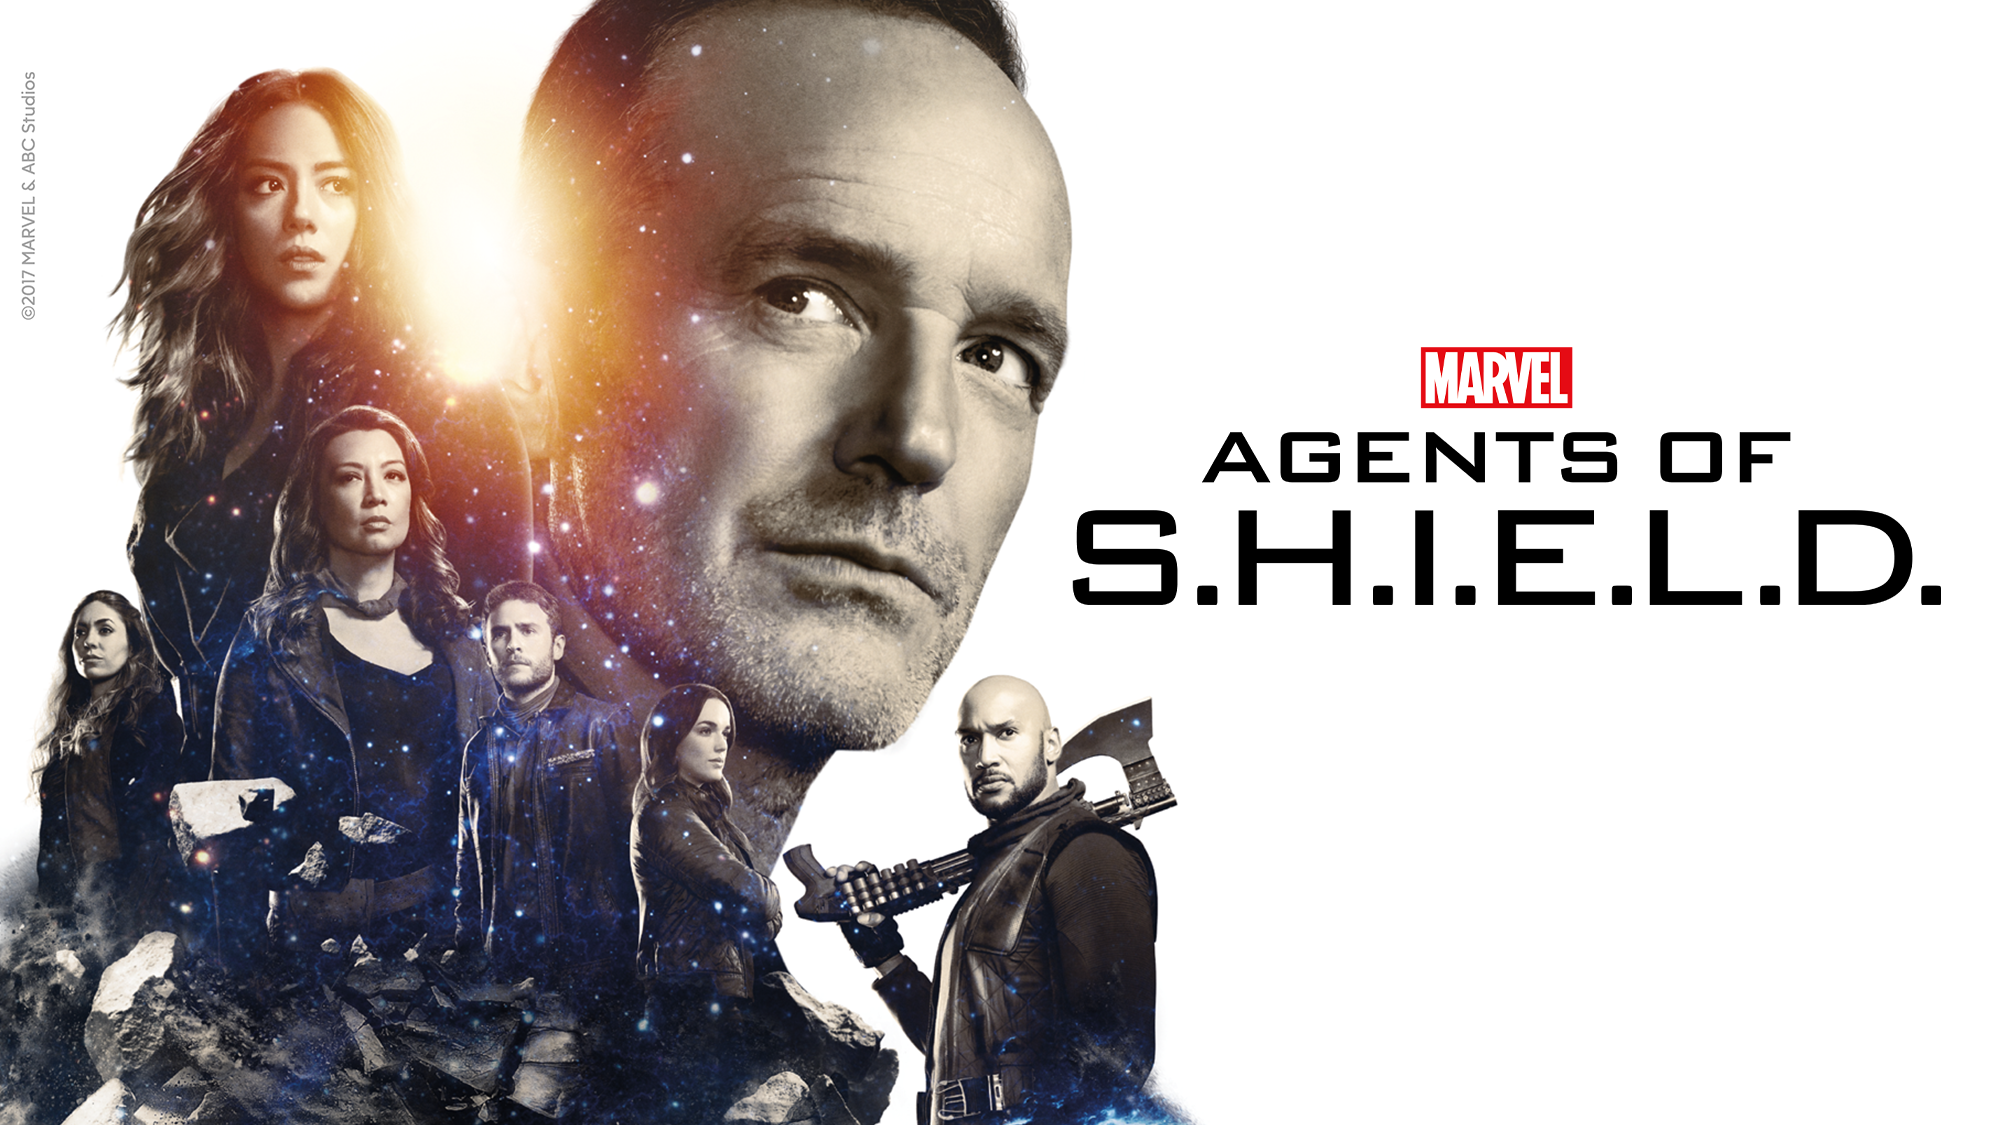 ©2017 MARVEL & ABC Studios
MARVEL
AGENTS OF
S.H.I.E.L.D.